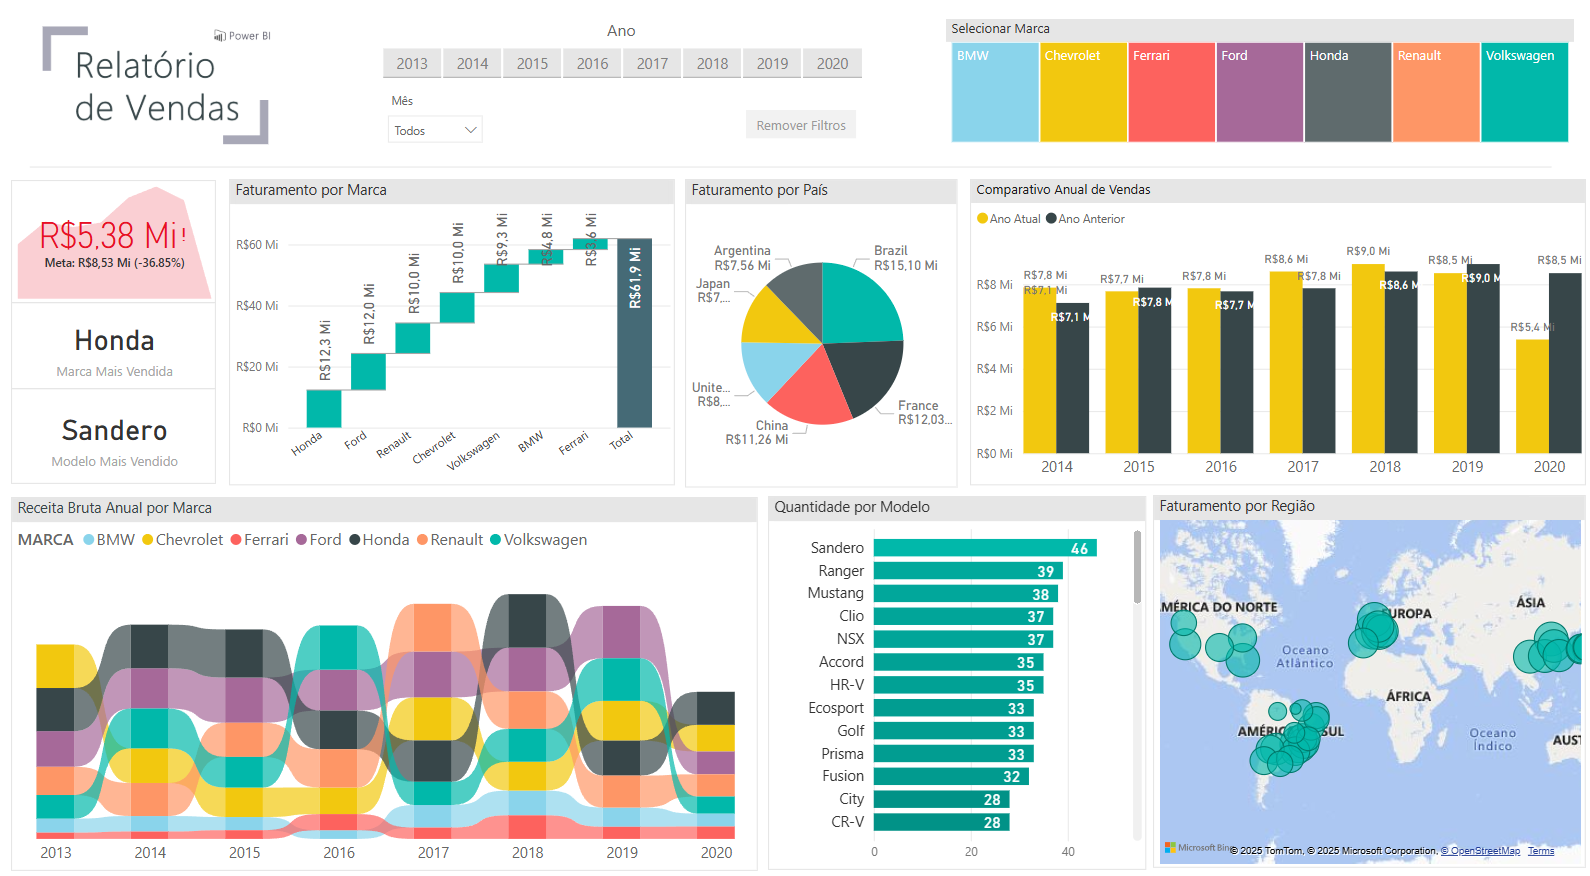 Power BI
Relatório
de Vendas
Ano
2013 2014 2015 2016 2017 2018 2019 2020
Mês
Todos
Remover Filtros
Selecionar Marca
BMW Chevrolet Ferrari Ford Honda Renault Volkswagen
R$5,38 Mi!
Meta: R$8,53 Mi (-36.85%)
Honda
Marca Mais Vendida
Sandero
Modelo Mais Vendido
Faturamento por Marca
R$60 Mi
R$40 Mi
R$20 Mi
R$0 Mi
R$12,3 Mi
R$12,0 Mi
R$10,0 Mi
R$10,0 Mi
R$9,3 Mi
R$4,8 Mi
R$3,6 Mi
R$61,9 Mi
Honda
Ford
Renault
Chevrolet
Volkswagen
BMW
Ferrari
Total
Faturamento por País
Argentina
R$7,56 Mi
Brazil
R$15,10 Mi
Japan
R$7,...
Unite...
R$8,...
France
R$12,03...
China
R$11,26 Mi
Comparativo Anual de Vendas
Ano Atual Ano Anterior
R$8 Mi
R$6 Mi
R$4 Mi
R$2 Mi
R$0 Mi
R$7,8 Mi
R$7,1 Mi
R$7,1 M
R$7,7 Mi
R$7,8 M
R$7,8 Mi
R$7,7 M
R$8,6 Mi
R$7,8 Mi
R$9,0 Mi
R$8,6 M
R$8,5 Mi
R$9,0 M
R$5,4 Mi
R$8,5 Mi
2014 2015 2016 2017 2018 2019 2020
Receita Bruta Anual por Marca
MARCA BMW Chevrolet Ferrari Ford Honda Renault Volkswagen
2013 2014 2015 2016 2017 2018 2019 2020
Quantidade por Modelo
Sandero 46
Ranger 39
Mustang 38
Clio 37
NSX 37
Accord 35
HR-V 35
Ecosport 33
Golf 33
Prisma 33
Fusion 32
City 28
CR-V 28
0 20 40
Faturamento por Região
AMÉRICA DO NORTE
EUROPA
ÁSIA
Oceano
Atlântico
ÁFRICA
AMÉRICA DO SUL
Oceano
Índico
AUST
Microsoft Bing
© 2025 TomTom, © 2025 Microsoft Corporation, © OpenStreetMap Terms